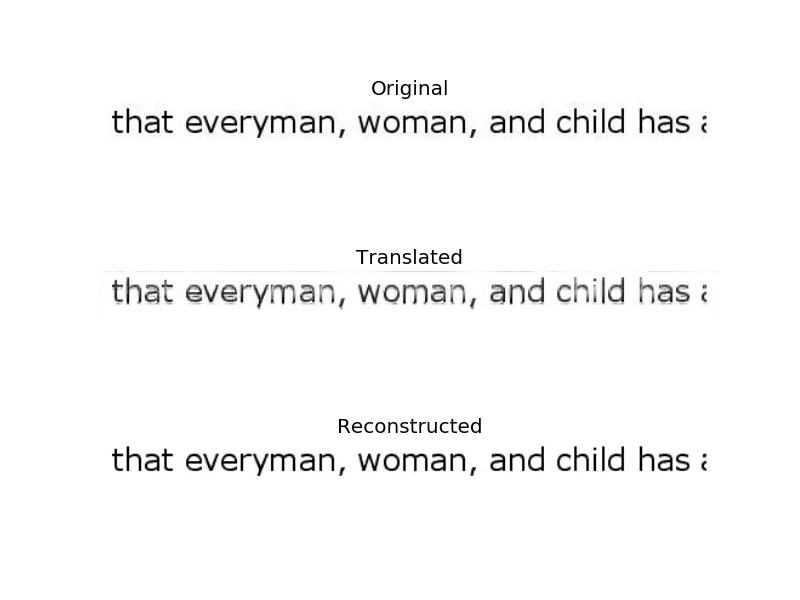 Original
that everyman, woman, and child has
Translated
that everyman, woman, and child has
Reconstructed
that everyman, woman, and child has